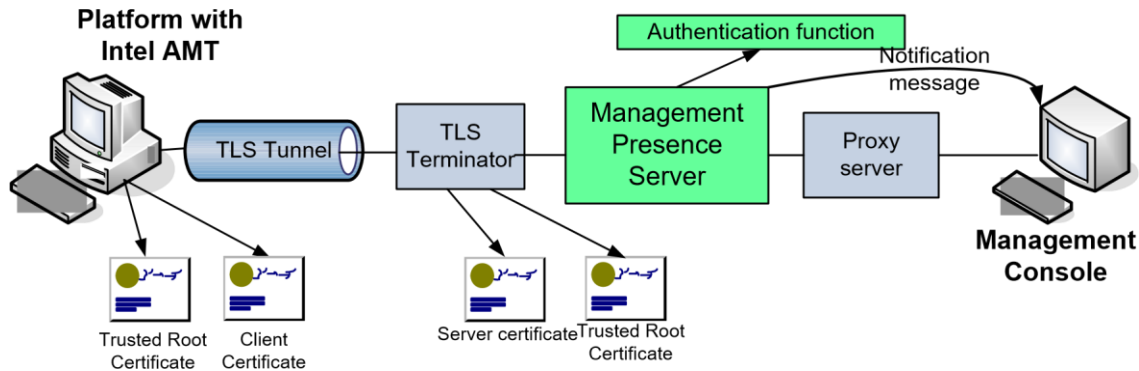 Platform with
Intel AMT
Authentication function
Notification
message
TLS Tunnel
TLS
Terminator
Management
Presence
Server
Proxy
server
Management
Console
Trusted Root
Certificate
Client
Certificate
Server certificate
Trusted Root
Certificate